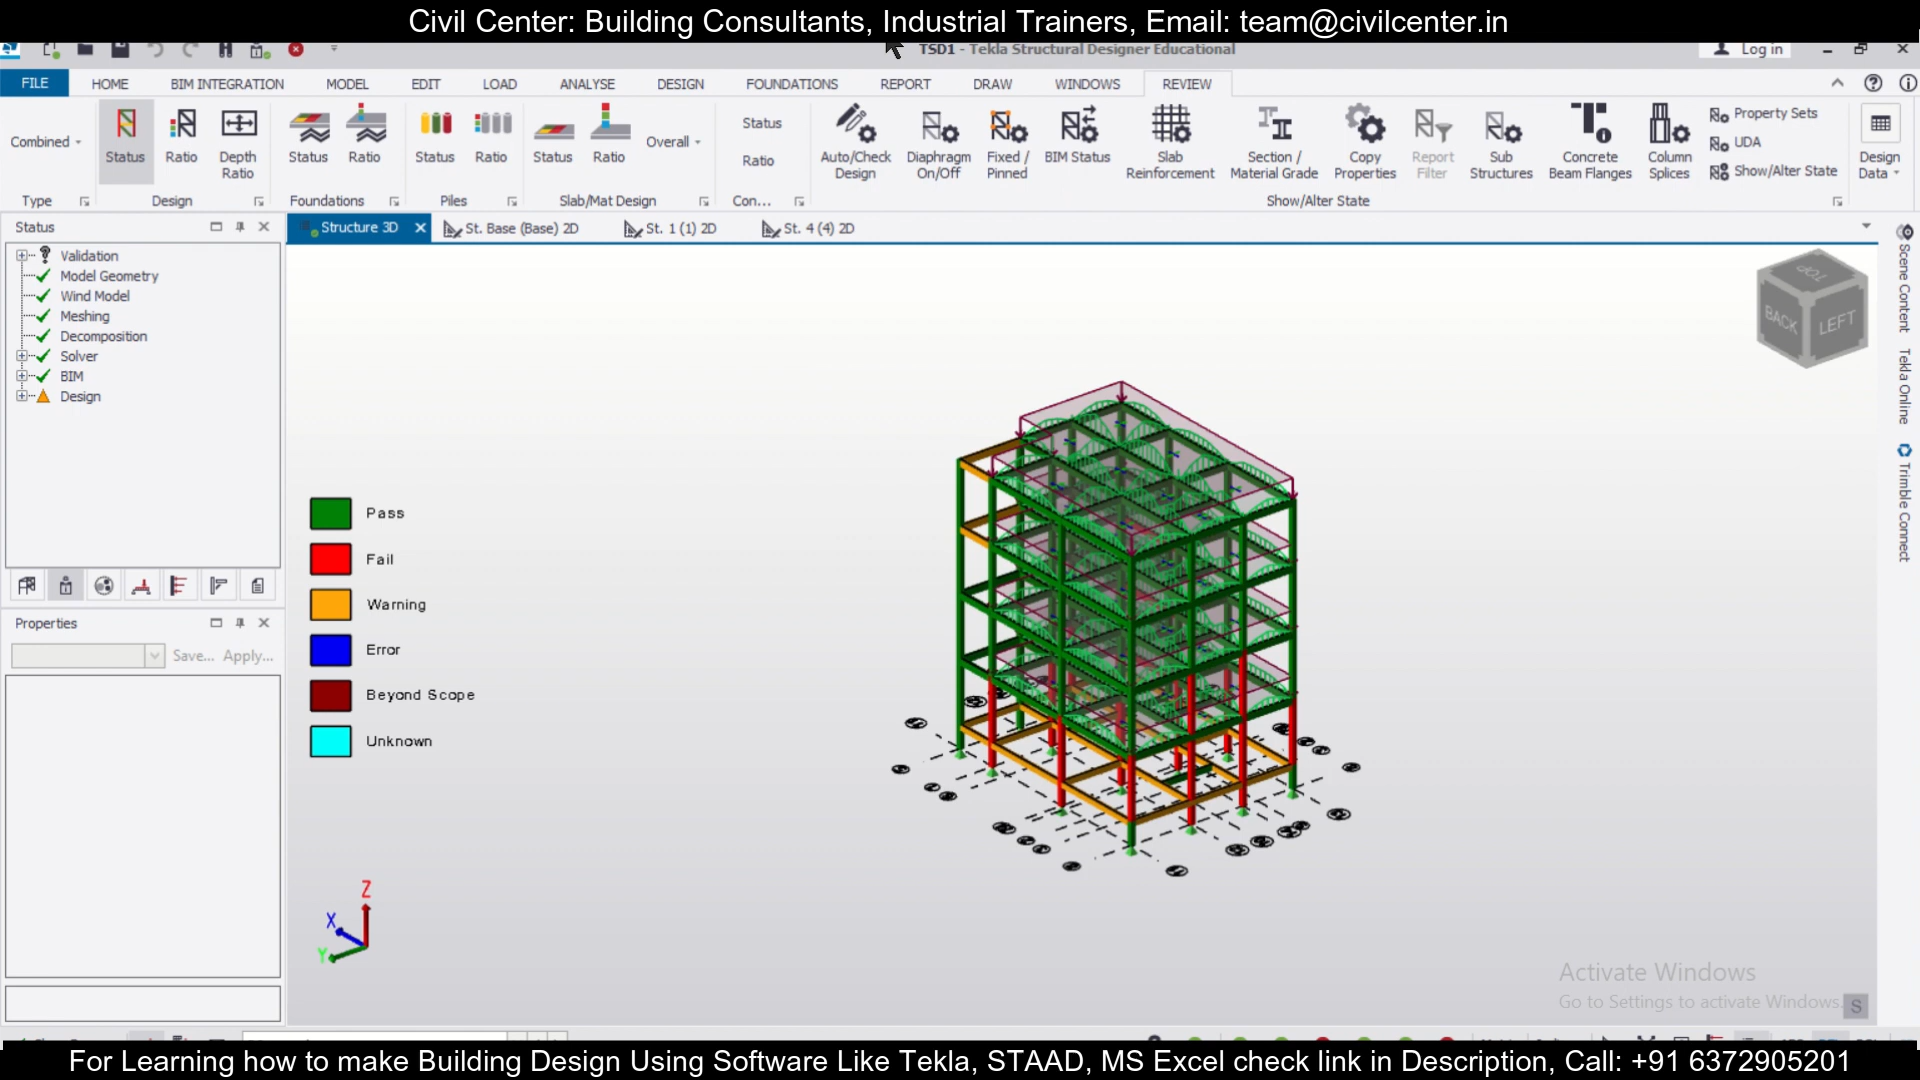 Civil Center: Building Consultants, Industrial Trainers, Email: team@civilcenter.in
TSD1 - Tekla Structural Designer Educational
Log in
FILE HOME BIM INTEGRATION MODEL EDIT LOAD ANALYSE DESIGN FOUNDATIONS REPORT DRAW WINDOWS REVIEW
Combined
Status Ratio Depth Ratio
Status Ratio
Status Ratio
Status Ratio Overall
Status
Ratio
Auto/Check Design
Diaphragm On/Off
Fixed / Pinned
BIM Status
Slab Reinforcement
Section / Material Grade
Copy Properties
Report Filter
Sub Structures
Concrete Beam Flanges
Column Splices
Property Sets
UDA
Show/Alter State
Design Data
Type Design Foundations Piles Slab/Mat Design Con... Show/Alter State
Status
Structure 3D St. Base (Base) 2D St. 1 (1) 2D St. 4 (4) 2D
Validation
Model Geometry
Wind Model
Meshing
Decomposition
Solver
BIM
Design
TOP
BACK LEFT
Scene Content
Tekla Online
Trimble Connect
Pass
Fail
Warning
Error
Beyond Scope
Unknown
Properties
Save... Apply...
Z
X
Y
Activate Windows
Go to Settings to activate Windows.
S
For Learning how to make Building Design Using Software Like Tekla, STAAD, MS Excel check link in Description, Call: +91 6372905201